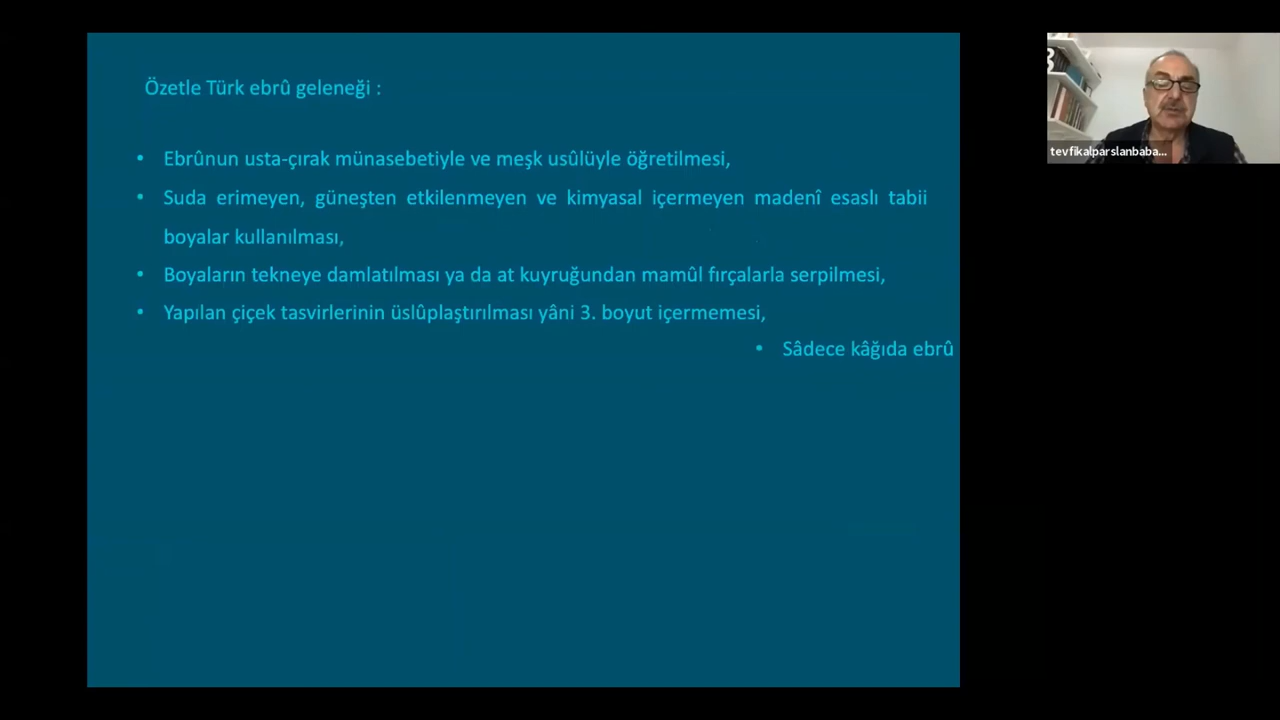 Özetle Türk ebrû geleneği :
• Ebrûnun usta-çırak münasebetiyle ve meşk usûlüyle öğretilmesi,
• Suda erimeyen, güneşten etkilenmeyen ve kimyasal içermeyen madenî esaslı tabii
boyalar kullanılması,
• Boyaların tekneye damlatılması ya da at kuyruğundan mamûl fırçalarla serpilmesi,
• Yapılan çiçek tasvirlerinin üslûplaştırılması yâni 3. boyut içermemesi,
• Sâdece kâğıda ebrû
tevfikalparslanbaba...